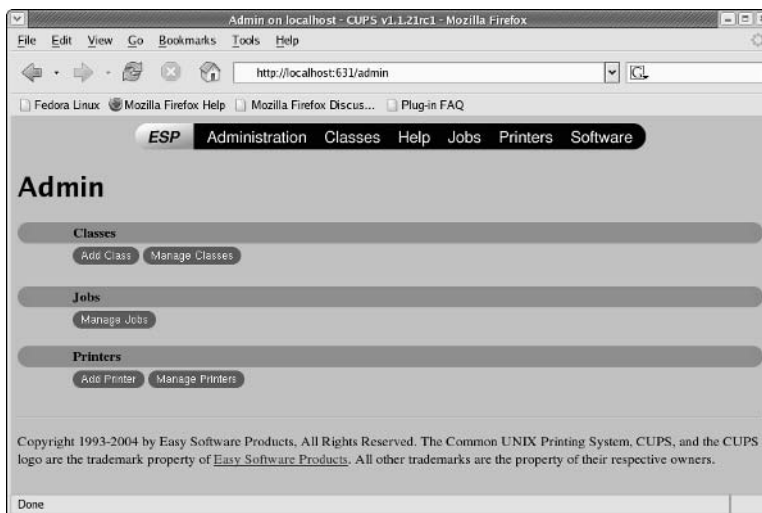 Admin on localhost - CUPS v1.1.21rc1 - Mozilla Firefox
File Edit View Go Bookmarks Tools Help
http://localhost:631/admin
Fedora Linux Mozilla Firefox Help Mozilla Firefox Discus... Plug-in FAQ
ESP Administration Classes Help Jobs Printers Software
Admin
Classes
Add Class Manage Classes
Jobs
Manage Jobs
Printers
Add Printer Manage Printers
Copyright 1993-2004 by Easy Software Products, All Rights Reserved. The Common UNIX Printing System, CUPS, and the CUPS
logo are the trademark property of Easy Software Products. All other trademarks are the property of their respective owners.
Done